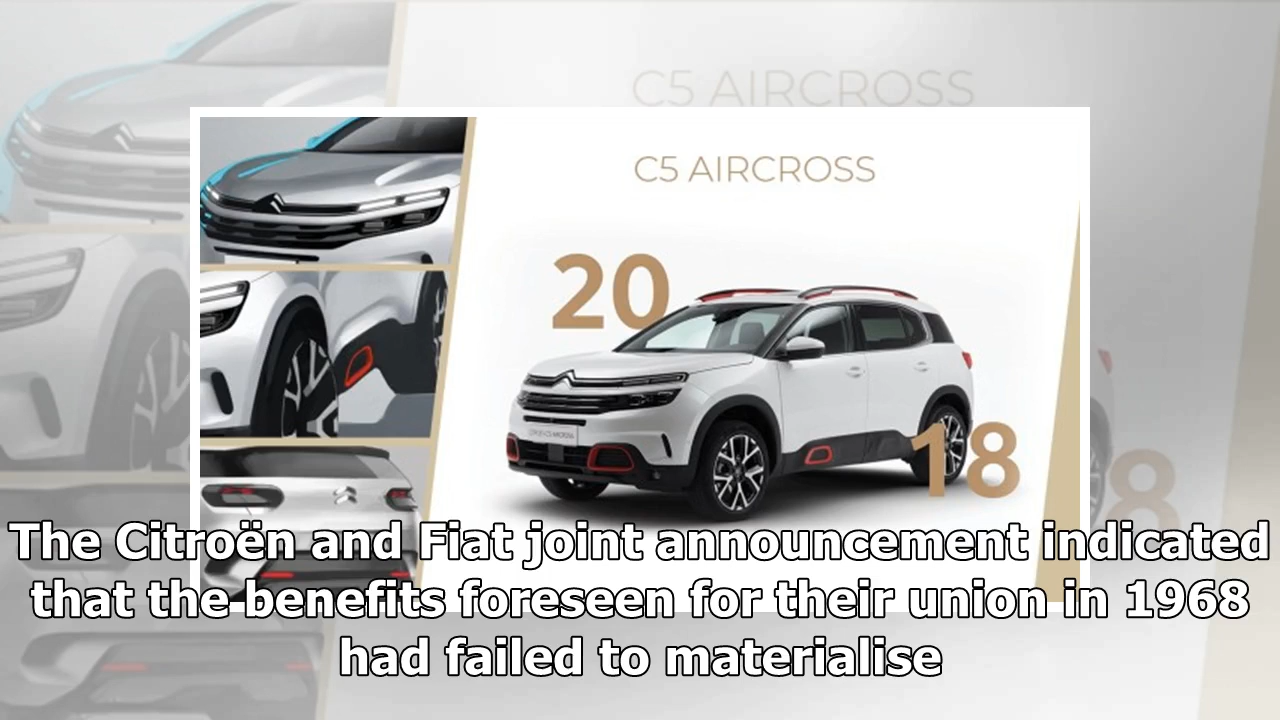 C5 AIRCROSS
C5 AIRCROSS
20
18
8
The Citroën and Fiat joint announcement indicated
that the benefits foreseen for their union in 1968
had failed to materialise